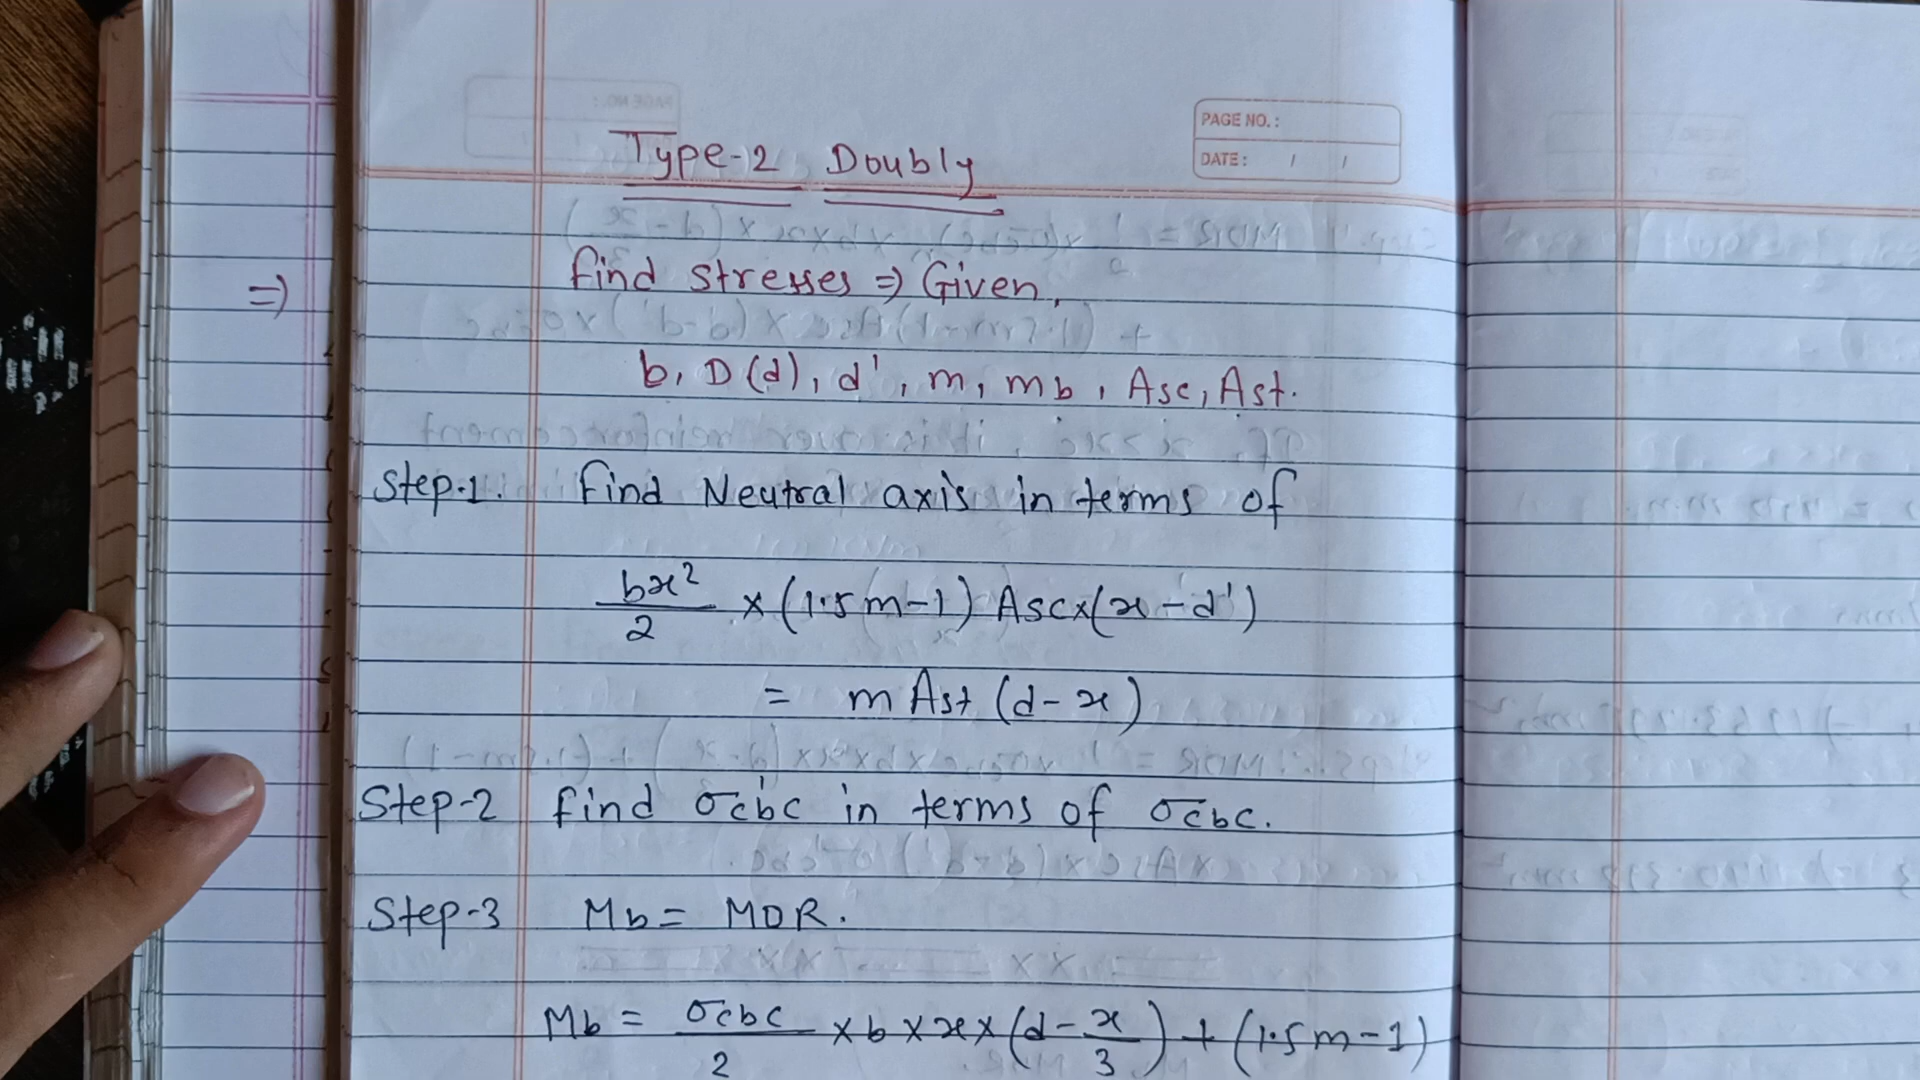 PAGE NO.:
DATE: / /
Type-2 Doubly
⇒) find stresses ⇒ Given,
b, D(d), d', m, mb, Asc, Ast.
Step-1. find Neutral axis in terms of
bx²/2 × (1.5m-1) Asc×(x-d')
= m Ast (d-x)
Step-2 find σc'bc in terms of σcbc.
Step-3 Mb = MOR.
Mb = σcbc/2 × b × x × (d - x/3) + (1.5m-1)